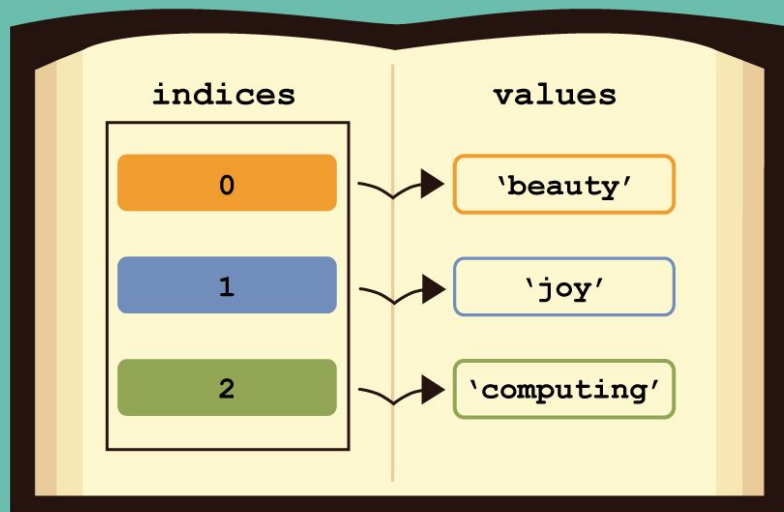 indices values
0 ‘beauty’
1 ‘joy’
2 ‘computing’